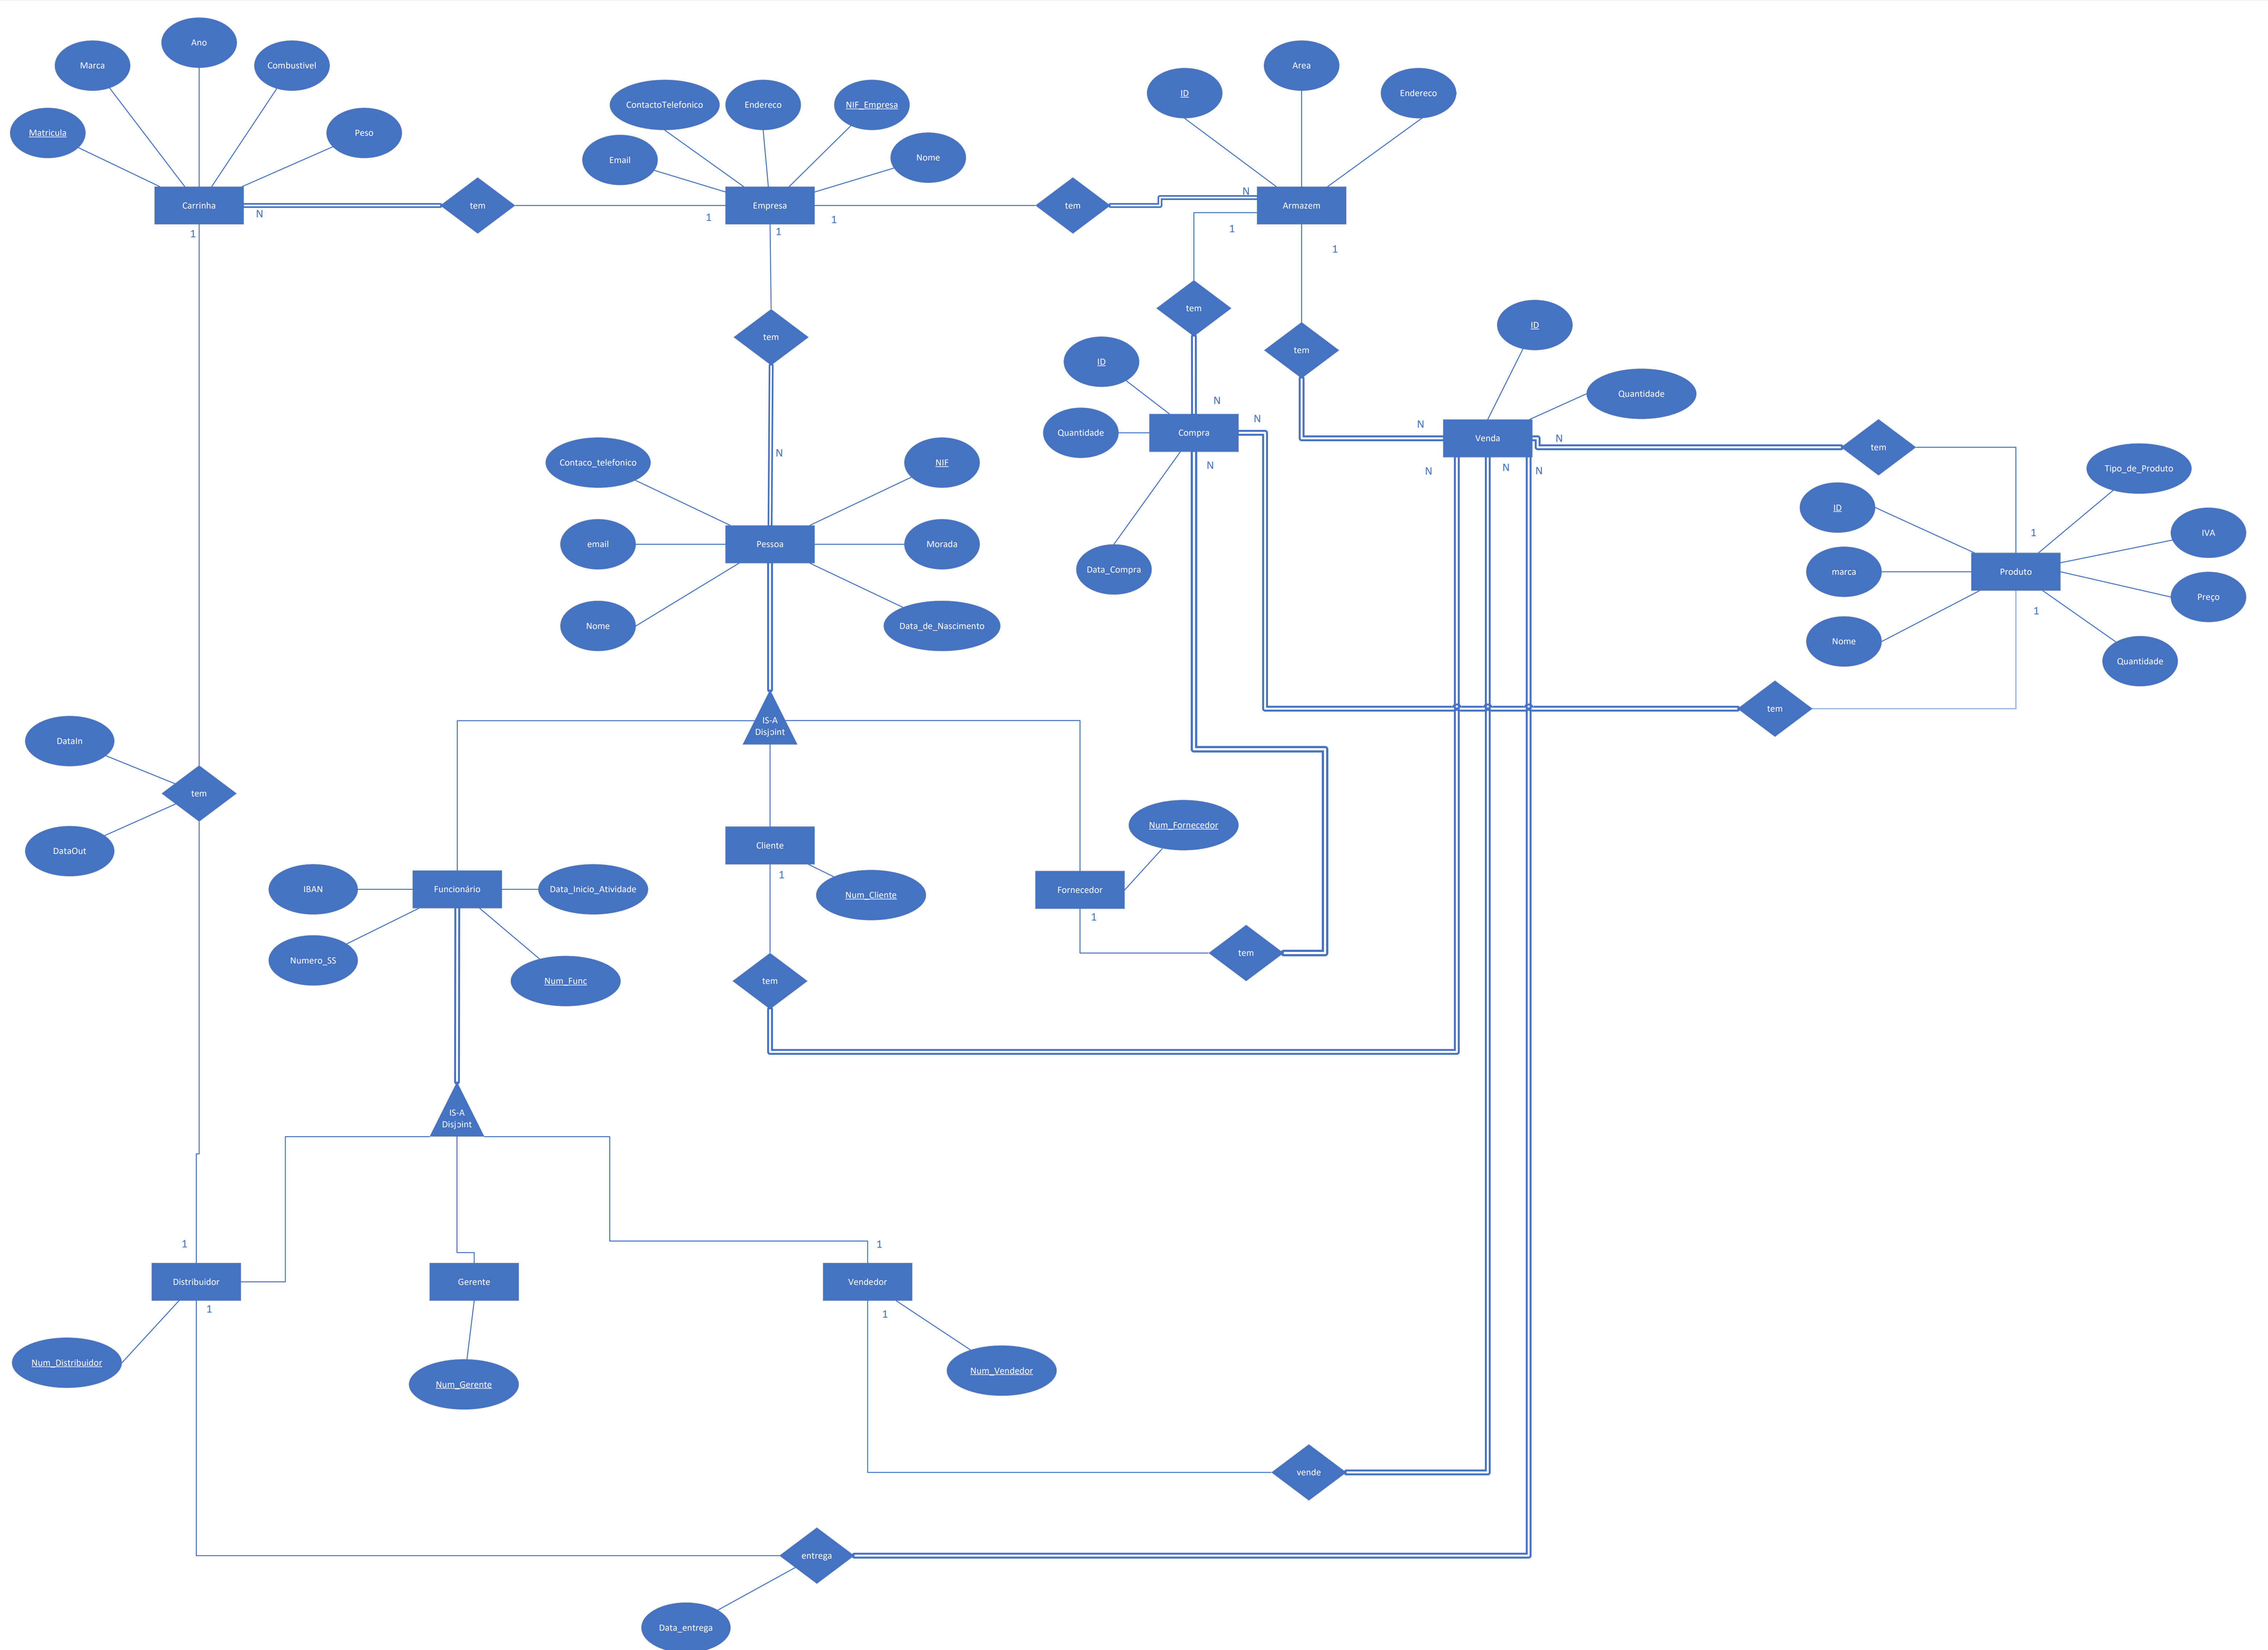 Ano
Marca
Combustivel
Matricula
Peso
Carrinha
N
1
tem
ContactoTelefonico
Endereco
NIF_Empresa
Email
Nome
Empresa
1
1
1
tem
Area
ID
Endereco
N
Armazem
1
1
tem
tem
tem
ID
ID
Quantidade
N
N
Quantidade
Compra
N
Data_Compra
N
Venda
N
N
N
N
tem
Tipo_de_Produto
ID
IVA
1
marca
Produto
Preço
1
Nome
Quantidade
tem
N
Contaco_telefonico
NIF
email
Pessoa
Morada
Nome
Data_de_Nascimento
IS-A
Disjoint
DataIn
tem
DataOut
Cliente
1
Num_Cliente
Num_Fornecedor
Fornecedor
1
tem
IBAN
Funcionário
Data_Inicio_Atividade
Numero_SS
Num_Func
tem
IS-A
Disjoint
1
Distribuidor
1
Gerente
1
Vendedor
1
Num_Distribuidor
Num_Gerente
Num_Vendedor
vende
entrega
Data_entrega